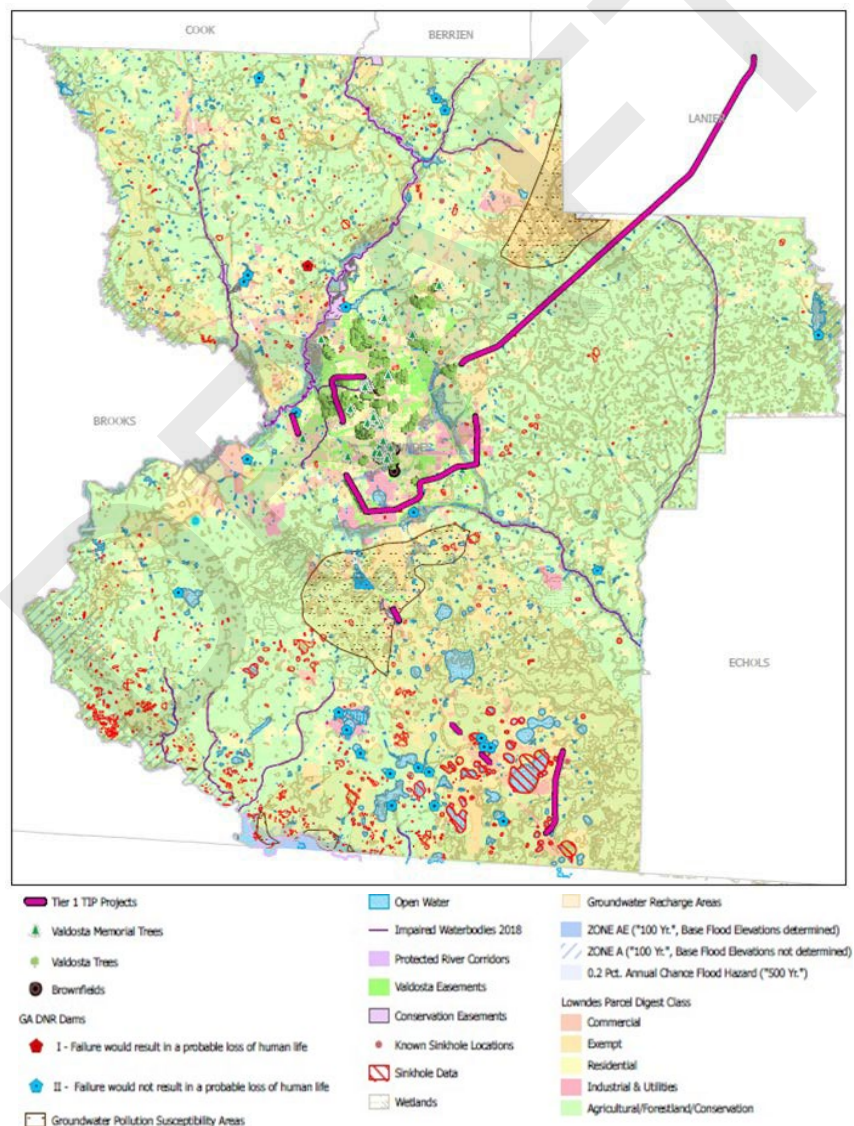 DRAFT
COOK
BERRIEN
LANIER
BROOKS
ECHOLS
Tier 1 TIP Projects
Valdosta Memorial Trees
Valdosta Trees
Brownfields
GA DNR Dams
I - Failure would result in a probable loss of human life
II - Failure would not result in a probable loss of human life
Groundwater Pollution Susceptibility Areas
Open Water
Impaired Waterbodies 2018
Protected River Corridors
Valdosta Easements
Conservation Easements
Known Sinkhole Locations
Sinkhole Data
Wetlands
Groundwater Recharge Areas
ZONE AE ("100 Yr.", Base Flood Elevations determined)
ZONE A ("100 Yr.", Base Flood Elevations not determined)
0.2 Pct. Annual Chance Flood Hazard ("500 Yr.")
Lowndes Parcel Digest Class
Commercial
Exempt
Residential
Industrial & Utilities
Agricultural/Forestland/Conservation